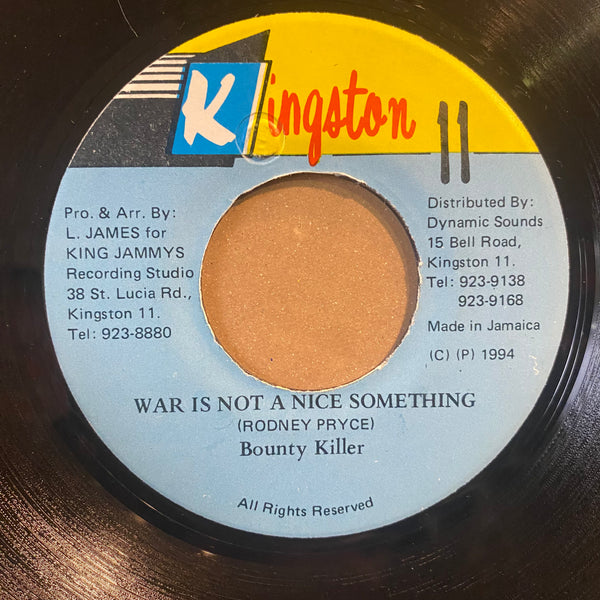 Kingston 11
Pro. & Arr. By:
L. JAMES for
KING JAMMYS
Recording Studio
38 St. Lucia Rd.,
Kingston 11.
Tel: 923-8880
Distributed By:
Dynamic Sounds
15 Bell Road,
Kingston 11.
Tel: 923-9138
923-9168
Made in Jamaica
(C) (P) 1994
WAR IS NOT A NICE SOMETHING
(RODNEY PRYCE)
Bounty Killer
All Rights Reserved